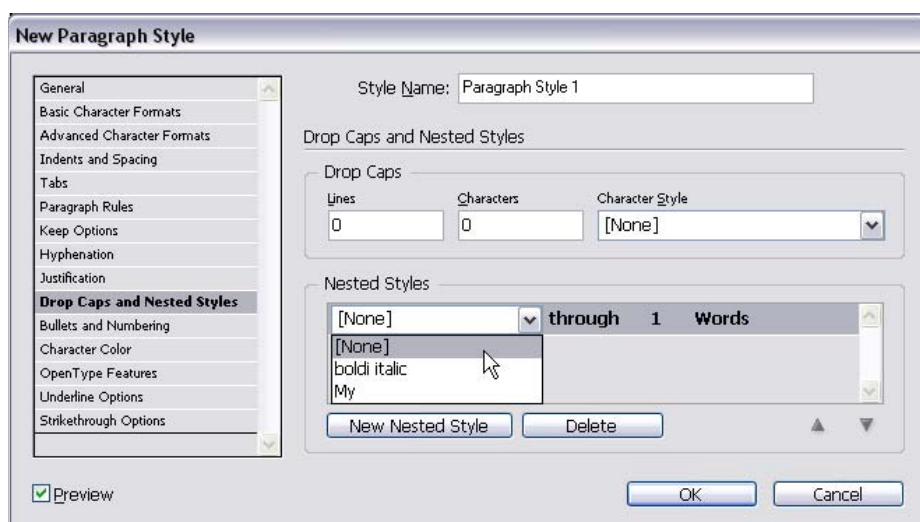 New Paragraph Style
General
Basic Character Formats
Advanced Character Formats
Indents and Spacing
Tabs
Paragraph Rules
Keep Options
Hyphenation
Justification
Drop Caps and Nested Styles
Bullets and Numbering
Character Color
OpenType Features
Underline Options
Strikethrough Options
Style Name: Paragraph Style 1
Drop Caps and Nested Styles
Drop Caps
Lines Characters Character Style
0 0 [None]
Nested Styles
[None] through 1 Words
[None]
boldi italic
My
New Nested Style Delete
Preview OK Cancel